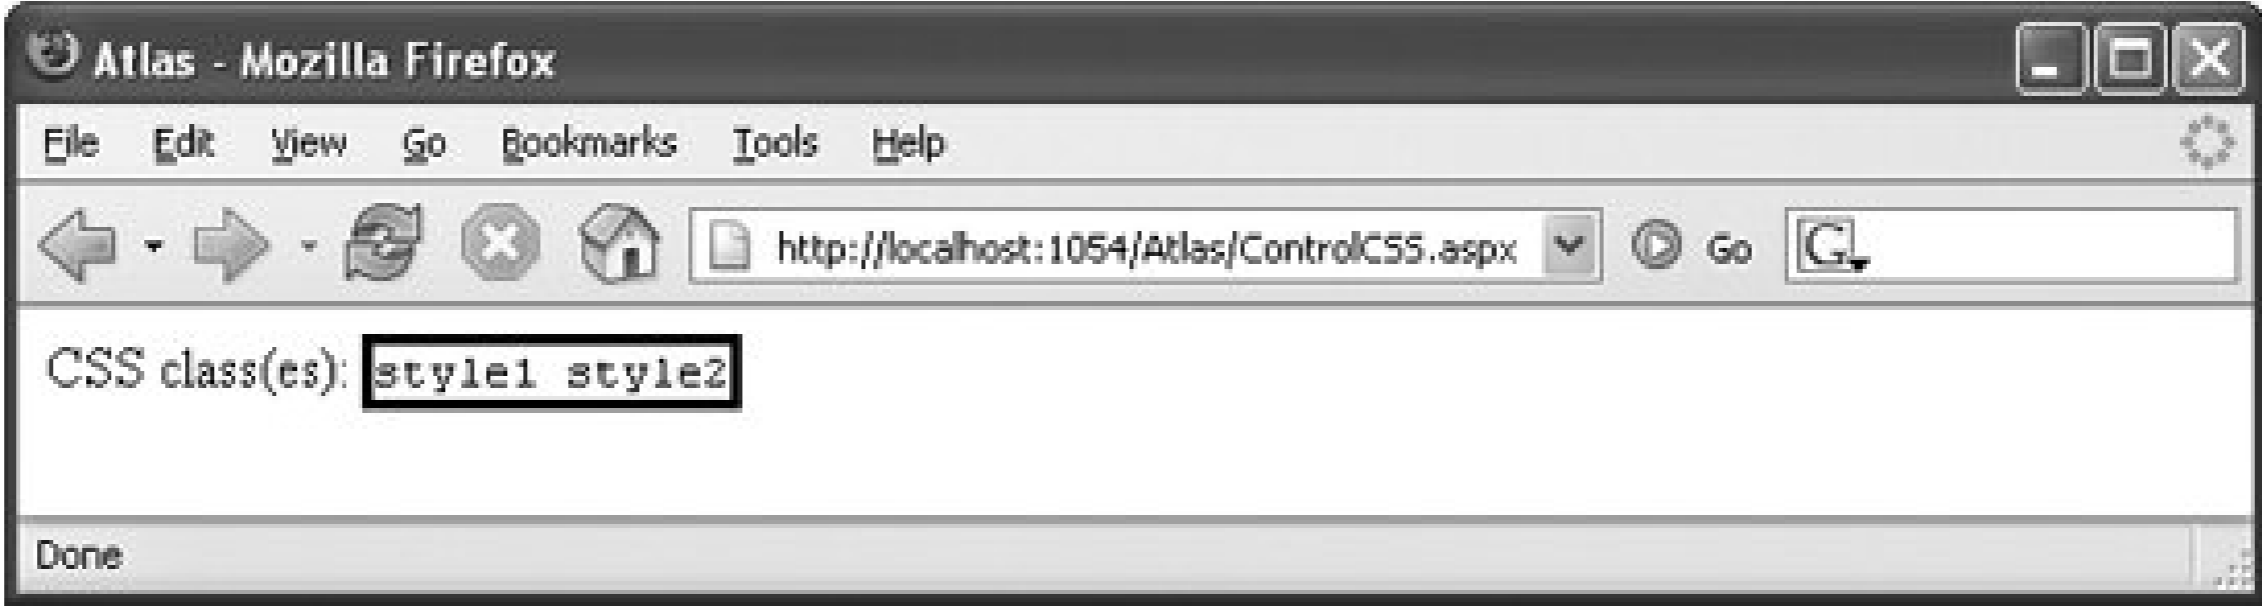 Atlas - Mozilla Firefox
File Edit View Go Bookmarks Tools Help
http://localhost:1054/Atlas/ControlCSS.aspx Go G
CSS class(es): style1 style2
Done